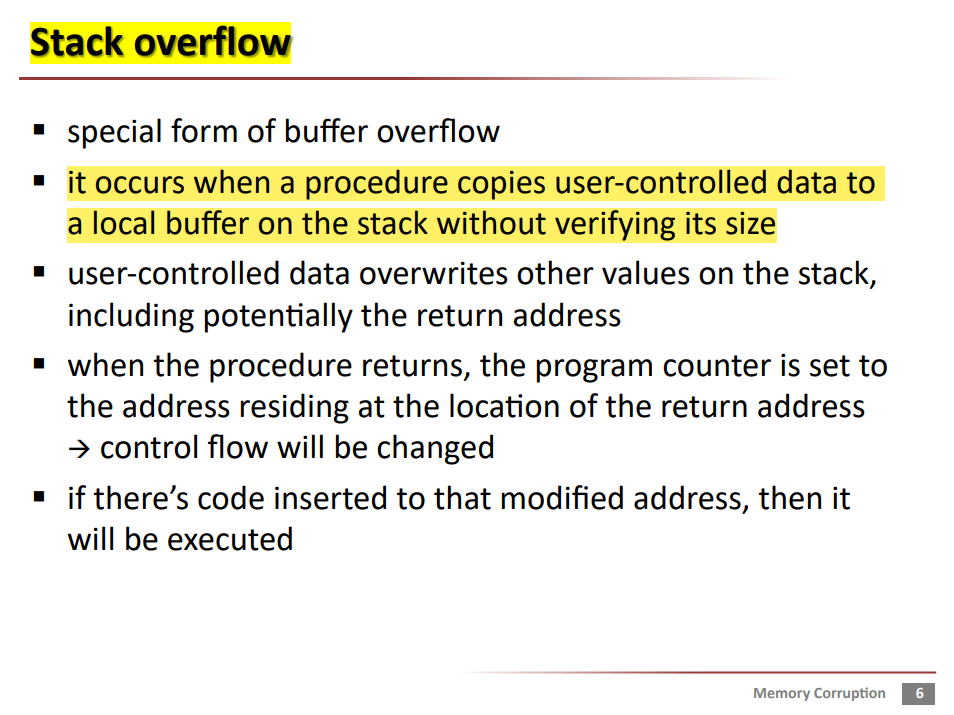 Stack overflow
▪ special form of buffer overflow
▪ it occurs when a procedure copies user-controlled data to
a local buffer on the stack without verifying its size
▪ user-controlled data overwrites other values on the stack,
including potentially the return address
▪ when the procedure returns, the program counter is set to
the address residing at the location of the return address
→ control flow will be changed
▪ if there’s code inserted to that modified address, then it
will be executed
Memory Corruption 6